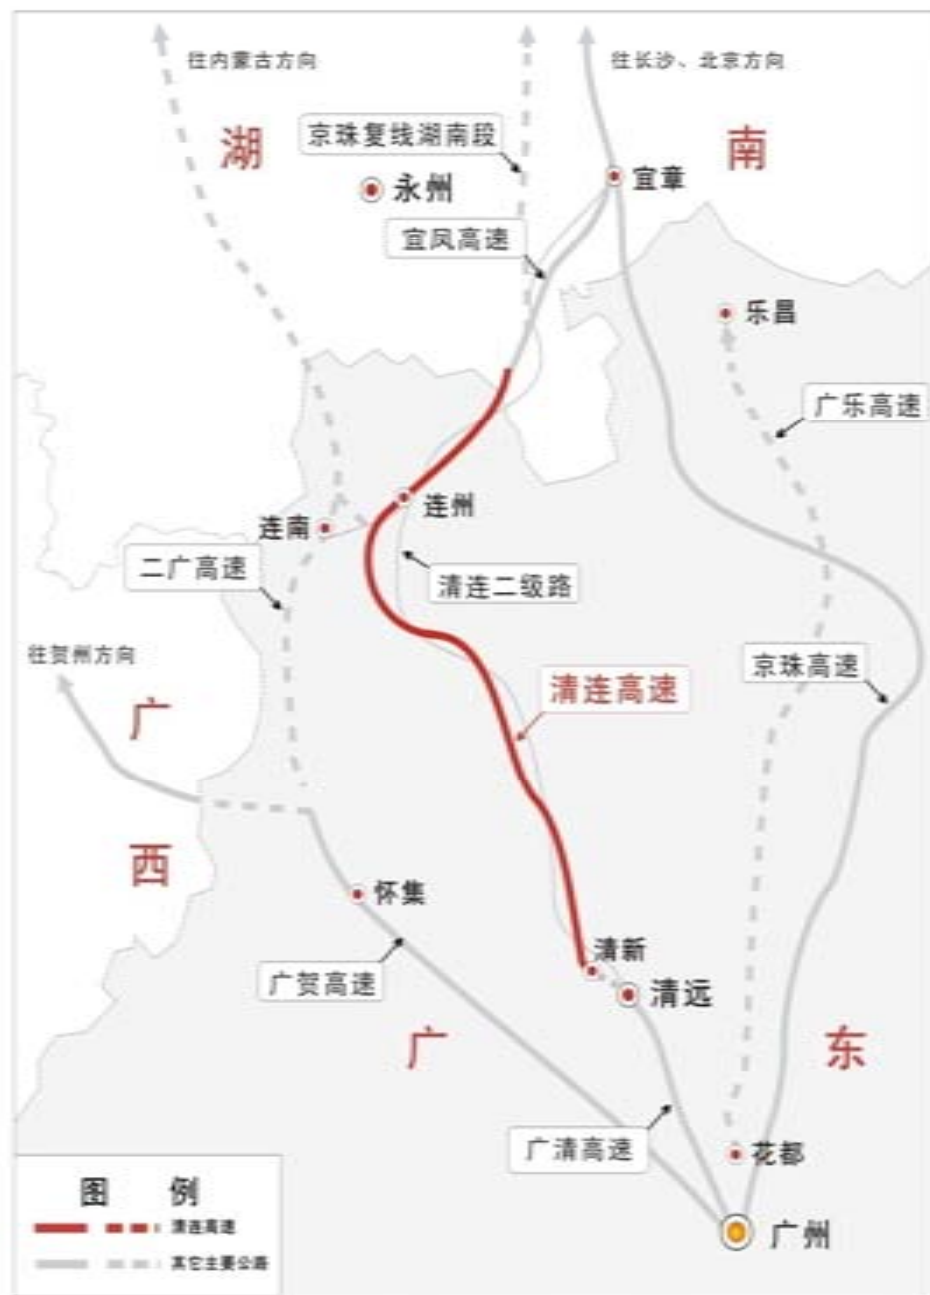 往内蒙古方向
往长沙、北京方向
湖
京珠复线湖南段
南
永州
宜章
宜凤高速
乐昌
广乐高速
连州
连南
二广高速
清连二级路
往贺州方向
京珠高速
清连高速
广
西
怀集
清新
广贺高速
清远
广
东
广清高速
花都
图 例
清连高速
其它主要公路
广州